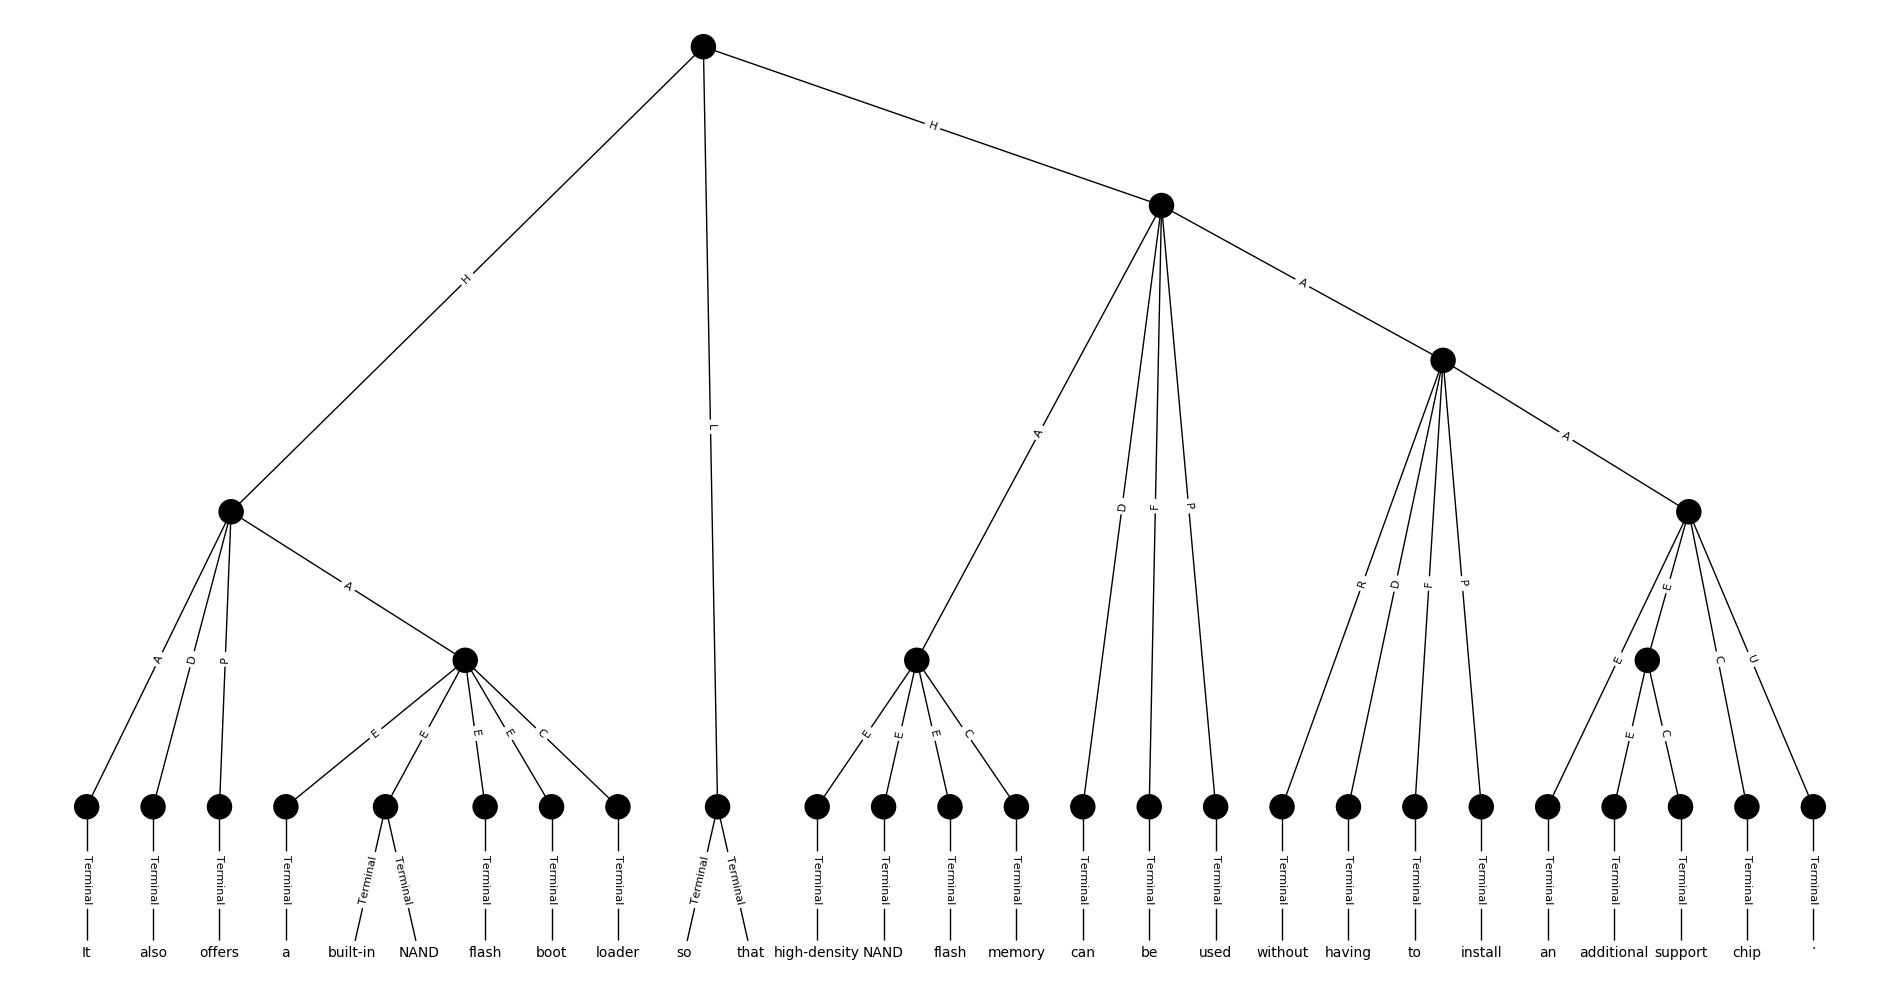 H
H
A
H
L
A
A
D
F
P
A
R
D
F
P
E
A
D
P
E
C
U
E
E
E
E
C
E
E
E
C
E
C
Terminal Terminal Terminal Terminal Terminal Terminal Terminal Terminal Terminal Terminal Terminal Terminal Terminal Terminal Terminal Terminal Terminal Terminal Terminal Terminal Terminal Terminal Terminal Terminal Terminal Terminal Terminal
It also offers a built-in NAND flash boot loader so that high-density NAND flash memory can be used without having to install an additional support chip .